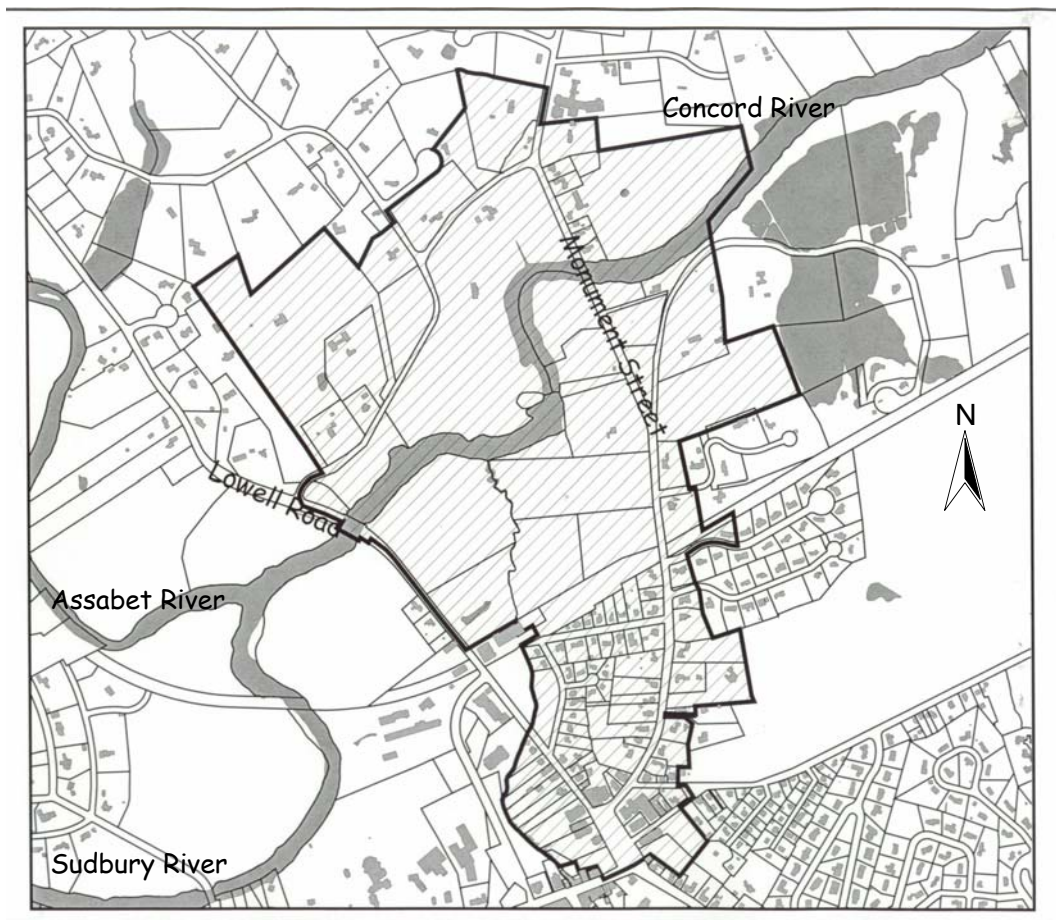 Concord River
Monument Street
N
Lowell Road
Assabet River
Sudbury River